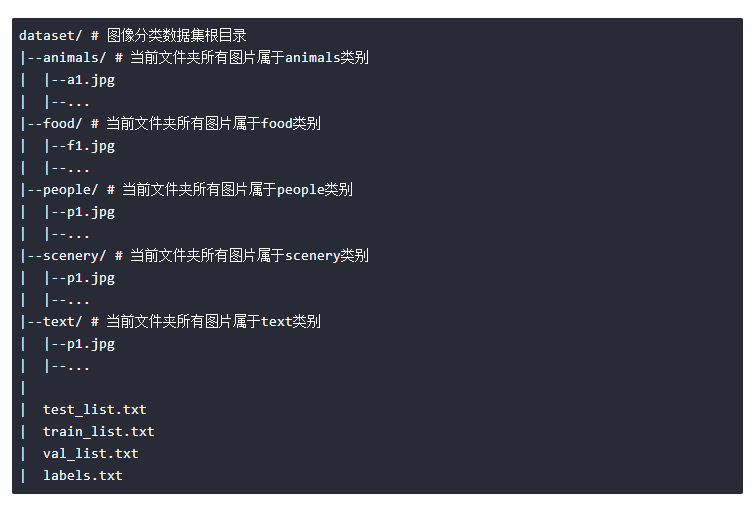 dataset/ # 图像分类数据集根目录
|--animals/ # 当前文件夹所有图片属于animals类别
|  |--a1.jpg
|  |--...
|--food/ # 当前文件夹所有图片属于food类别
|  |--f1.jpg
|  |--...
|--people/ # 当前文件夹所有图片属于people类别
|  |--p1.jpg
|  |--...
|--scenery/ # 当前文件夹所有图片属于scenery类别
|  |--p1.jpg
|  |--...
|--text/ # 当前文件夹所有图片属于text类别
|  |--p1.jpg
|  |--...
|
|  test_list.txt
|  train_list.txt
|  val_list.txt
|  labels.txt